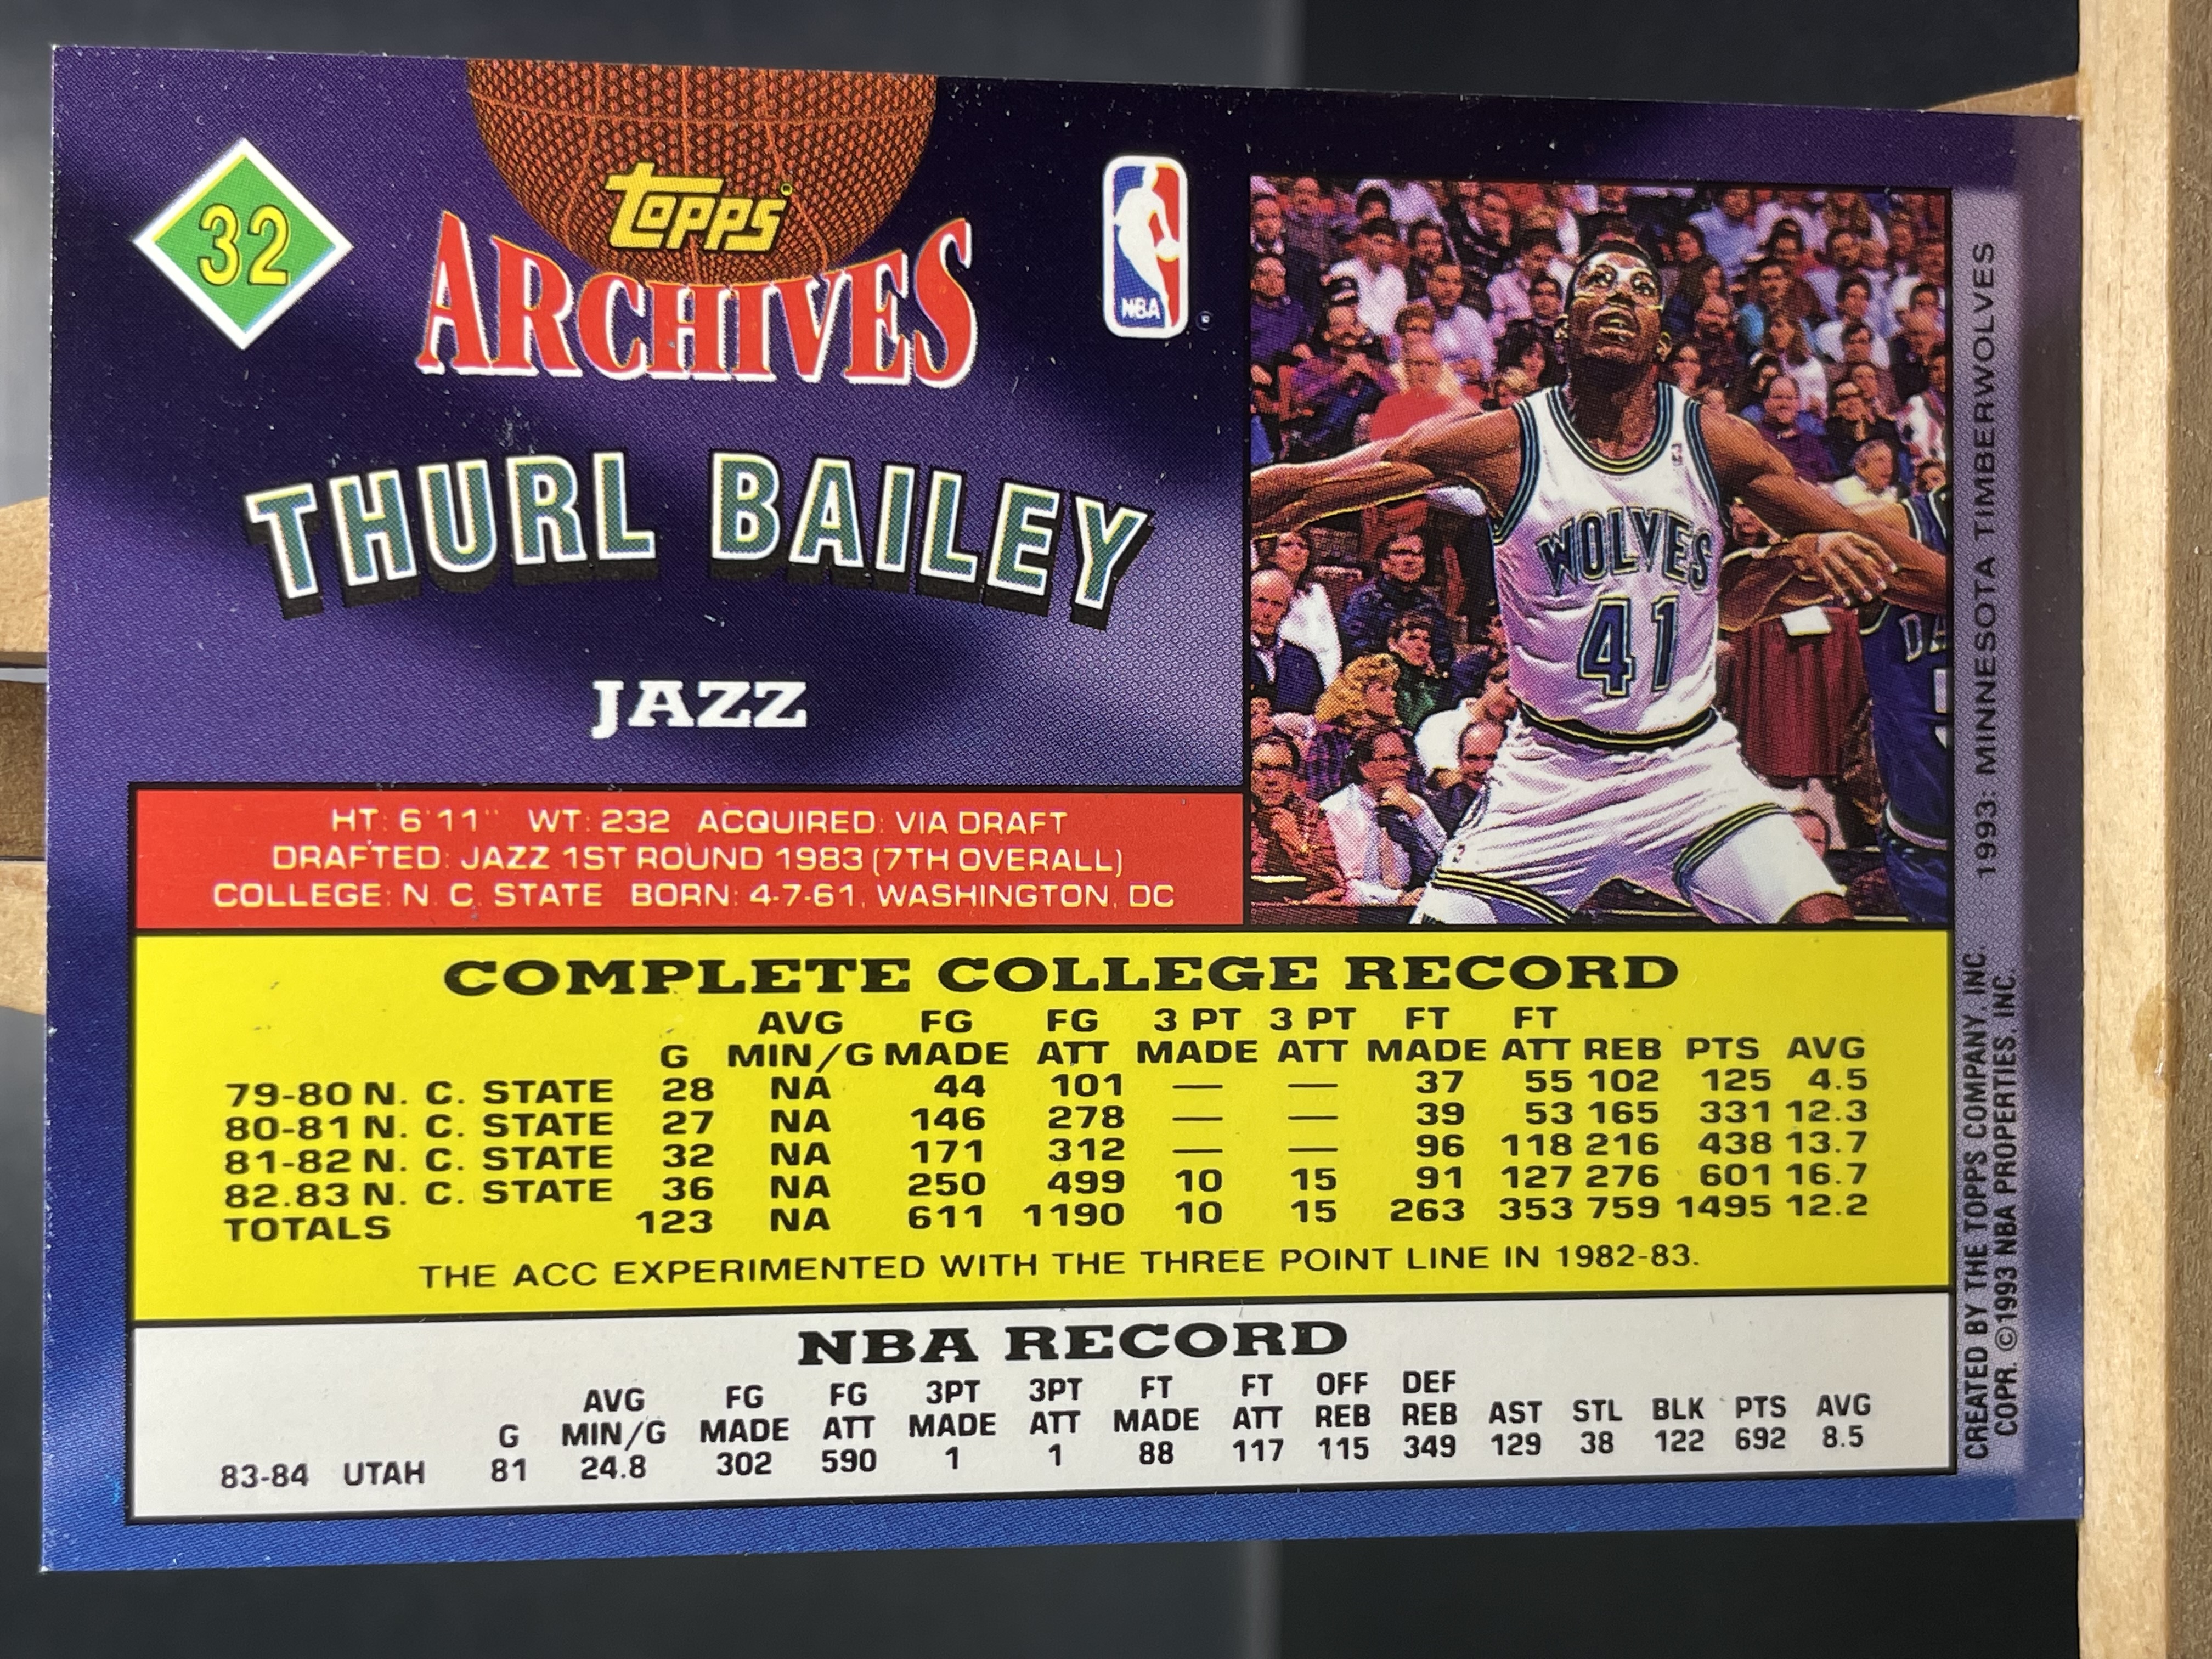 32
topps
ARCHIVES
NBA
THURL BAILEY
JAZZ
HT: 6'11" WT: 232 ACQUIRED: VIA DRAFT
DRAFTED: JAZZ 1ST ROUND 1983 (7TH OVERALL)
COLLEGE: N. C. STATE BORN: 4-7-61, WASHINGTON, DC
WOLVES
41
DA
1993: MINNESOTA TIMBERWOLVES
COMPLETE COLLEGE RECORD
AVG FG FG 3 PT 3 PT FT FT
G MIN/G MADE ATT MADE ATT MADE ATT REB PTS AVG
79-80 N. C. STATE 28 NA 44 101 — — 37 55 102 125 4.5
80-81 N. C. STATE 27 NA 146 278 — — 39 53 165 331 12.3
81-82 N. C. STATE 32 NA 171 312 — — 96 118 216 438 13.7
82.83 N. C. STATE 36 NA 250 499 10 15 91 127 276 601 16.7
TOTALS 123 NA 611 1190 10 15 263 353 759 1495 12.2
THE ACC EXPERIMENTED WITH THE THREE POINT LINE IN 1982-83.
NBA RECORD
AVG FG FG 3PT 3PT FT FT OFF DEF
G MIN/G MADE ATT MADE ATT MADE ATT REB REB AST STL BLK PTS AVG
83-84 UTAH 81 24.8 302 590 1 1 88 117 115 349 129 38 122 692 8.5
CREATED BY THE TOPPS COMPANY, INC.
COPR. ©1993 NBA PROPERTIES, INC.